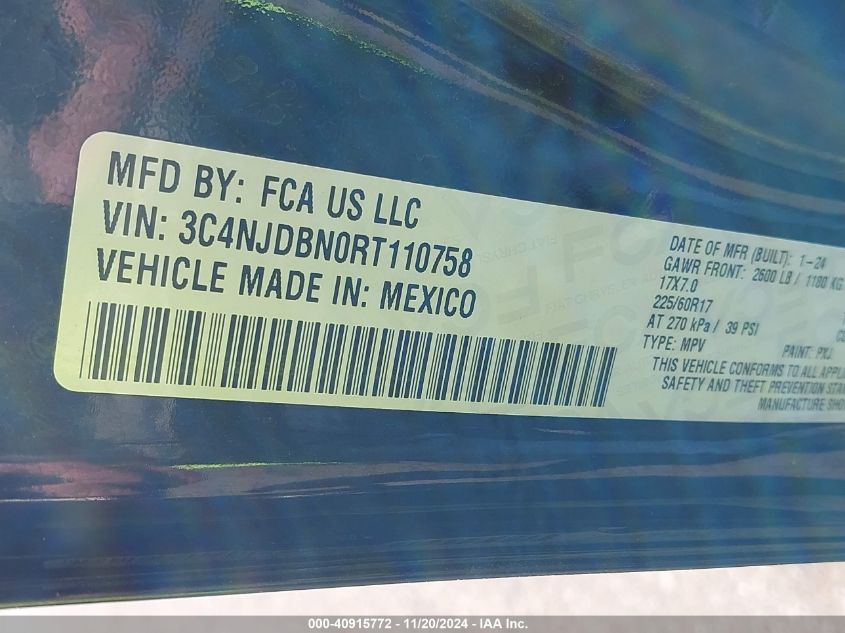 MFD BY: FCA US LLC
VIN: 3C4NJDBN0RT110758
VEHICLE MADE IN: MEXICO
DATE OF MFR (BUILT): 1-24
GAWR FRONT: 2600 LB / 1180 KG
17X7.0
225/60R17
AT 270 kPa / 39 PSI
TYPE: MPV PAINT: PXJ
THIS VEHICLE CONFORMS TO ALL APPL
SAFETY AND THEFT PREVENTION STA
MANUFACTURE SHO
000-40915772 - 11/20/2024 - IAA Inc.